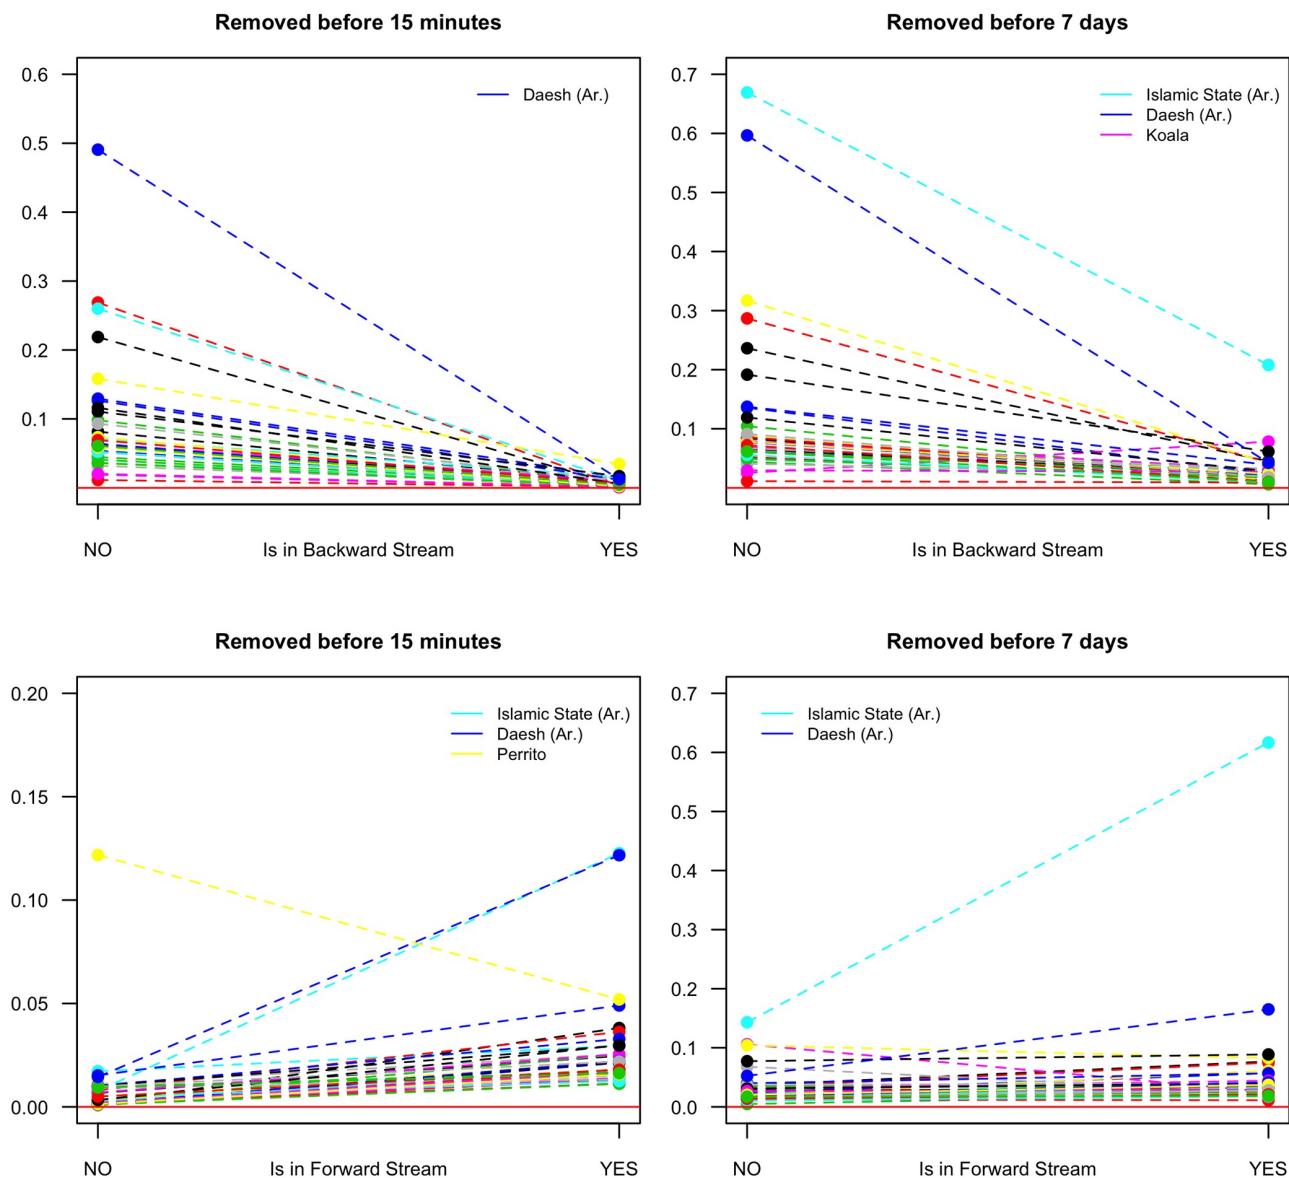 Removed before 15 minutes
0.6
0.5
0.4
0.3
0.2
0.1
Daesh (Ar.)
NO
Is in Backward Stream
YES
Removed before 7 days
0.7
0.6
0.5
0.4
0.3
0.2
0.1
Islamic State (Ar.)
Daesh (Ar.)
Koala
NO
Is in Backward Stream
YES
Removed before 15 minutes
0.20
0.15
0.10
0.05
0.00
Islamic State (Ar.)
Daesh (Ar.)
Perrito
NO
Is in Forward Stream
YES
Removed before 7 days
0.7
0.6
0.5
0.4
0.3
0.2
0.1
0.0
Islamic State (Ar.)
Daesh (Ar.)
NO
Is in Forward Stream
YES